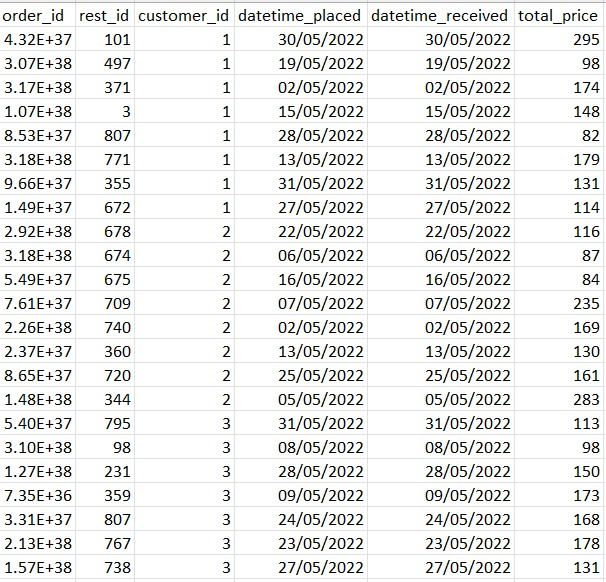 order_id rest_id customer_id datetime_placed datetime_received total_price
4.32E+37 101 1 30/05/2022 30/05/2022 295
3.07E+38 497 1 19/05/2022 19/05/2022 98
3.17E+38 371 1 02/05/2022 02/05/2022 174
1.07E+38 3 1 15/05/2022 15/05/2022 148
8.53E+37 807 1 28/05/2022 28/05/2022 82
3.18E+38 771 1 13/05/2022 13/05/2022 179
9.66E+37 355 1 31/05/2022 31/05/2022 131
1.49E+37 672 1 27/05/2022 27/05/2022 114
2.92E+38 678 2 22/05/2022 22/05/2022 116
3.18E+38 674 2 06/05/2022 06/05/2022 87
5.49E+37 675 2 16/05/2022 16/05/2022 84
7.61E+37 709 2 07/05/2022 07/05/2022 235
2.26E+38 740 2 02/05/2022 02/05/2022 169
2.37E+38 360 2 13/05/2022 13/05/2022 130
8.65E+37 720 2 25/05/2022 25/05/2022 161
1.48E+38 344 2 05/05/2022 05/05/2022 283
5.40E+37 795 3 31/05/2022 31/05/2022 113
3.10E+38 98 3 08/05/2022 08/05/2022 98
1.27E+38 231 3 28/05/2022 28/05/2022 150
7.35E+36 359 3 09/05/2022 09/05/2022 173
3.31E+37 807 3 24/05/2022 24/05/2022 168
2.13E+38 767 3 23/05/2022 23/05/2022 178
1.57E+38 738 3 27/05/2022 27/05/2022 131